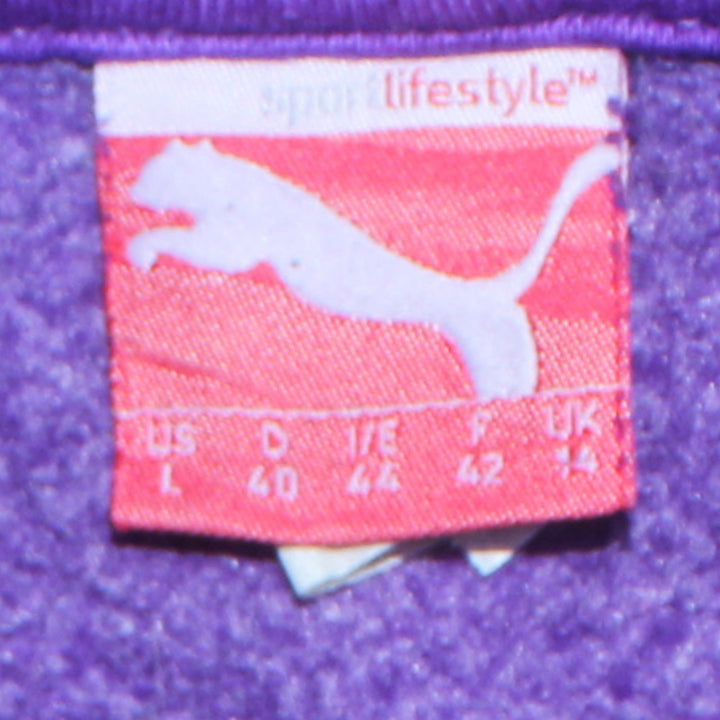 sportlifestyle™
US D I/E F UK
L 40 44 42 14